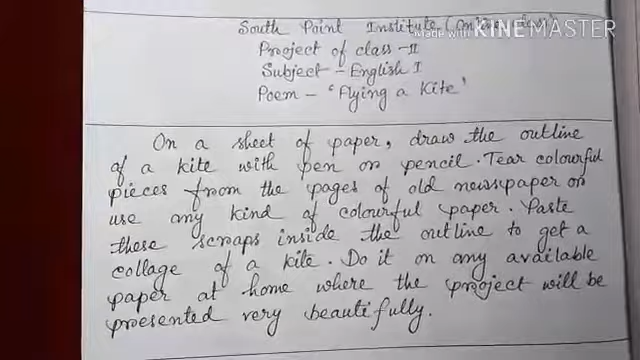 South Point Institute (Online class)
Made with KINEMASTER
Project of class - II
Subject - English I
Poem - 'Flying a Kite'
On a sheet of paper, draw the outline
of a kite with pen or pencil. Tear colourful
pieces from the pages of old newspaper or
use any kind of colourful paper. Paste
these scraps inside the outline to get a
collage of a kite. Do it on any available
paper at home where the project will be
presented very beautifully.